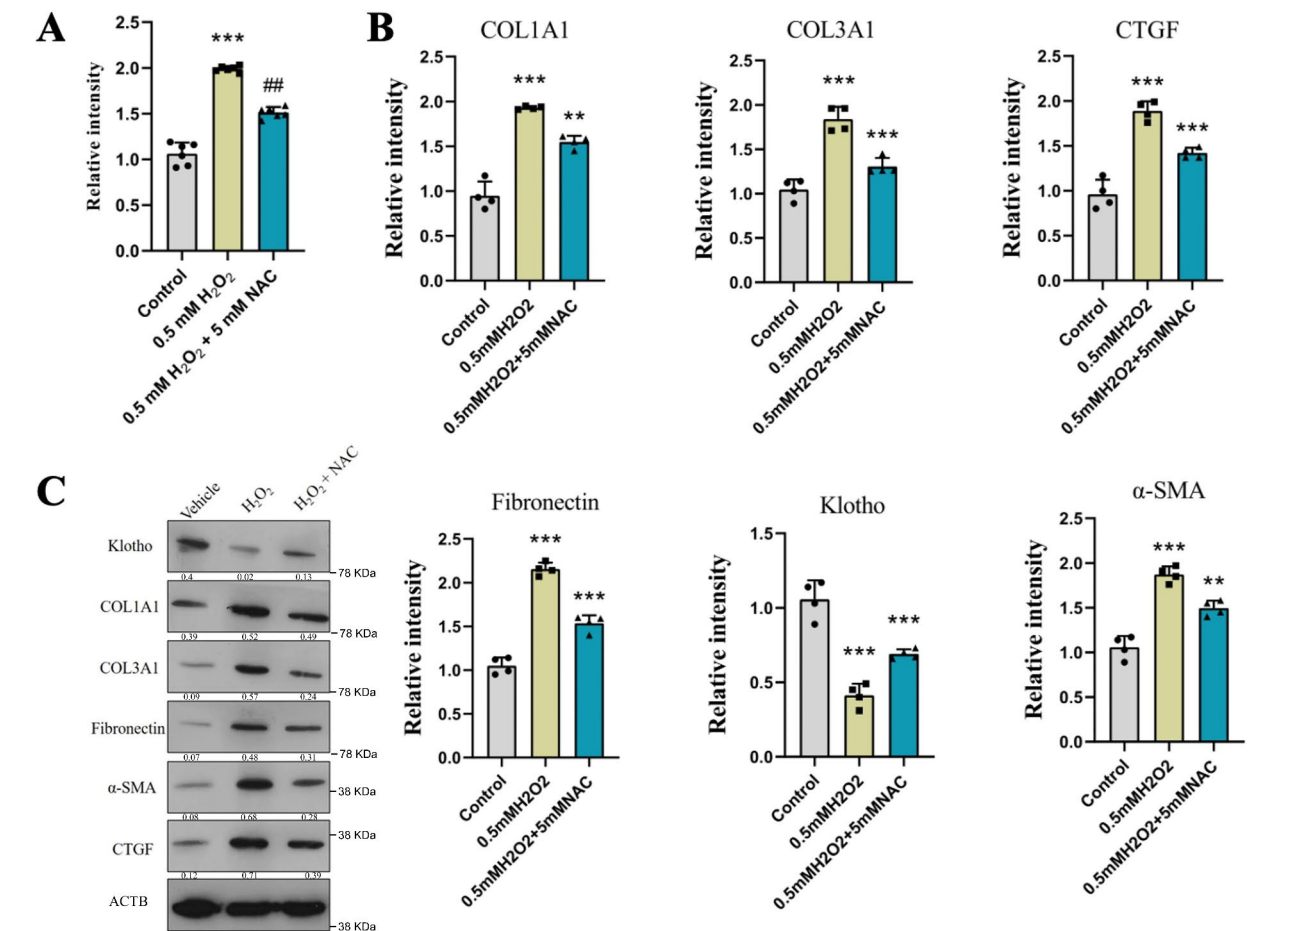 A
2.5
2.0
1.5
1.0
0.5
0.0
Relative intensity
***
##
Control
0.5 mM H₂O₂
0.5 mM H₂O₂ + 5 mM NAC
B
COL1A1
2.5
2.0
1.5
1.0
0.5
0.0
Relative intensity
***
**
Control
0.5mMH2O2
0.5mMH2O2+5mMNAC
COL3A1
2.5
2.0
1.5
1.0
0.5
0.0
Relative intensity
***
***
Control
0.5mMH2O2
0.5mMH2O2+5mMNAC
CTGF
2.5
2.0
1.5
1.0
0.5
0.0
Relative intensity
***
***
Control
0.5mMH2O2
0.5mMH2O2+5mMNAC
C
Vehicle
H₂O₂
H₂O₂ + NAC
Klotho
0.4 0.02 0.13
78 KDa
COL1A1
0.39 0.52 0.49
78 KDa
COL3A1
0.09 0.57 0.24
78 KDa
Fibronectin
0.07 0.48 0.31
78 KDa
α-SMA
38 KDa
0.08 0.68 0.28
38 KDa
CTGF
0.12 0.71 0.39
ACTB
38 KDa
Fibronectin
2.5
2.0
1.5
1.0
0.5
0.0
Relative intensity
***
***
Control
0.5mMH2O2
0.5mMH2O2+5mMNAC
Klotho
1.5
1.0
0.5
0.0
Relative intensity
***
***
Control
0.5mMH2O2
0.5mMH2O2+5mMNAC
α-SMA
2.5
2.0
1.5
1.0
0.5
0.0
Relative intensity
***
**
Control
0.5mMH2O2
0.5mMH2O2+5mMNAC